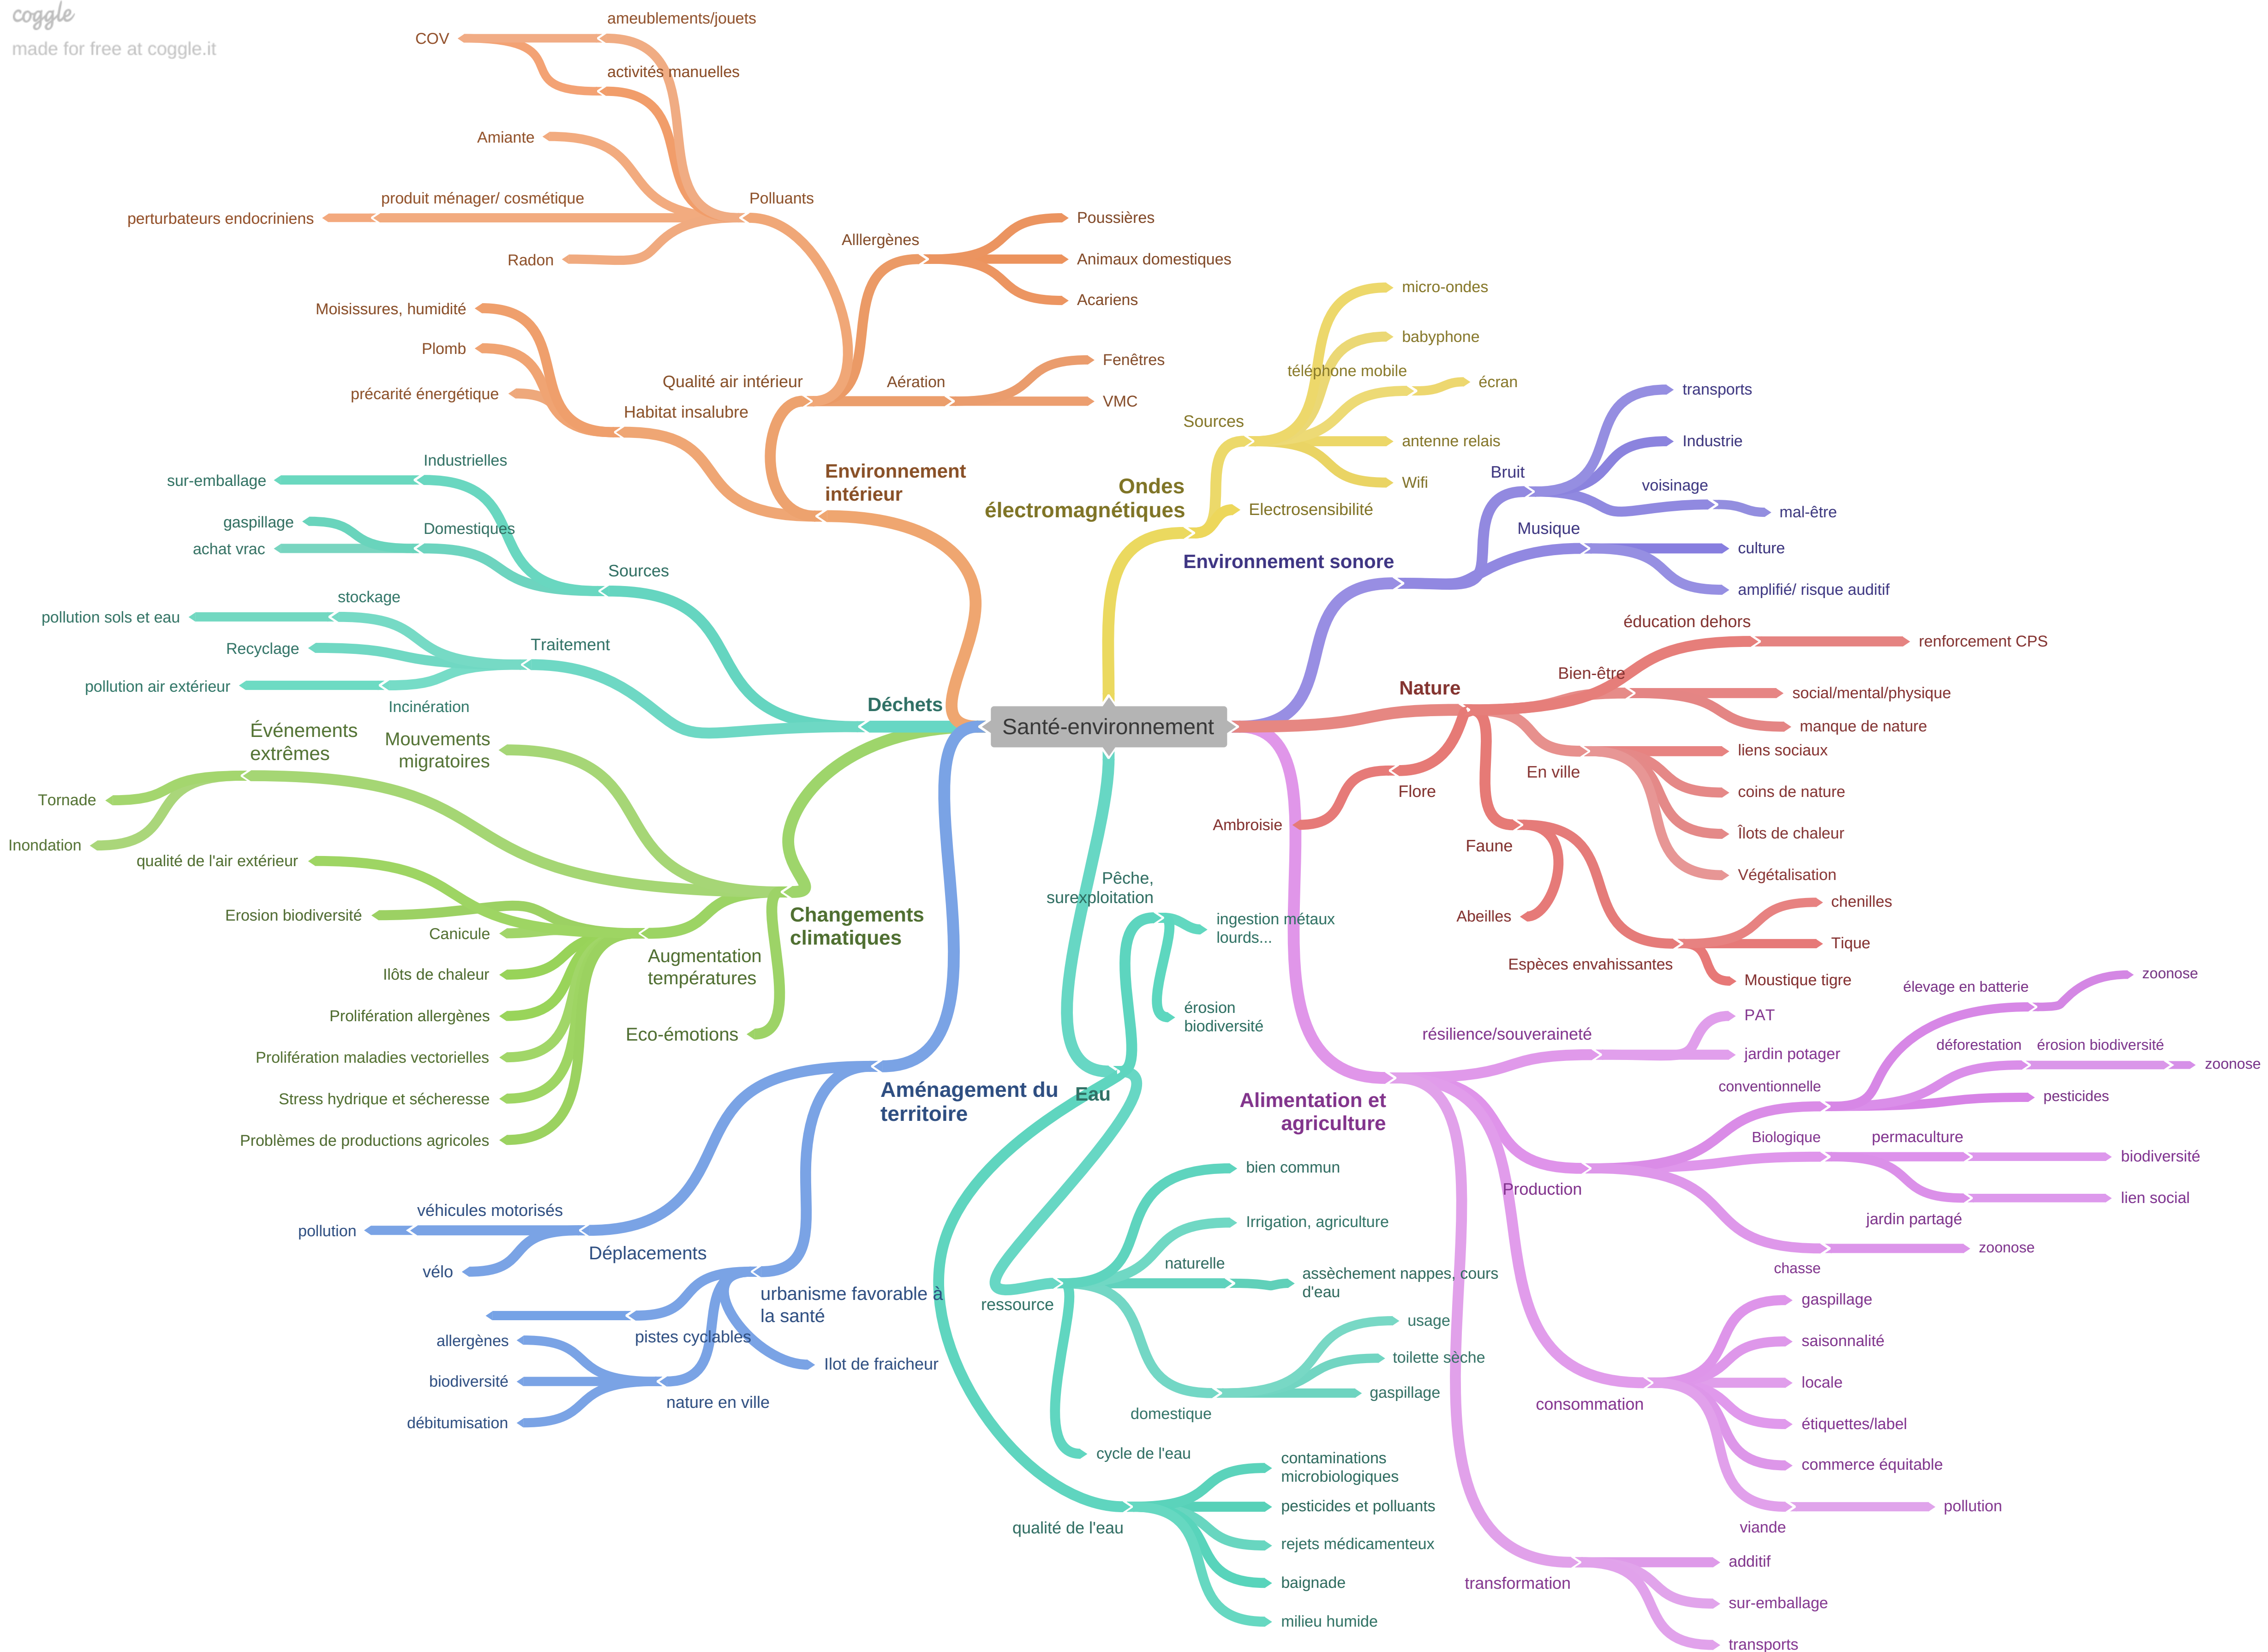 coggle
made for free at coggle.it
Santé-environnement
Environnement
intérieur
Qualité air intérieur
Polluants
ameublements/jouets
COV
activités manuelles
Amiante
produit ménager/ cosmétique
perturbateurs endocriniens
Radon
Alllergènes
Poussières
Animaux domestiques
Acariens
Aération
Fenêtres
VMC
Habitat insalubre
Moisissures, humidité
Plomb
précarité énergétique
Déchets
Sources
Industrielles
sur-emballage
Domestiques
gaspillage
achat vrac
Traitement
stockage
pollution sols et eau
Recyclage
Incinération
pollution air extérieur
Changements
climatiques
Mouvements
migratoires
Événements
extrêmes
Tornade
Inondation
Augmentation
températures
qualité de l'air extérieur
Erosion biodiversité
Canicule
Ilôts de chaleur
Prolifération allergènes
Prolifération maladies vectorielles
Stress hydrique et sécheresse
Problèmes de productions agricoles
Eco-émotions
Aménagement du
territoire
Déplacements
véhicules motorisés
pollution
vélo
urbanisme favorable à
la santé
pistes cyclables
nature en ville
allergènes
biodiversité
débitumisation
Ilot de fraicheur
Ondes
électromagnétiques
Sources
micro-ondes
babyphone
téléphone mobile
écran
antenne relais
Wifi
Electrosensibilité
Environnement sonore
Bruit
transports
Industrie
voisinage
mal-être
Musique
culture
amplifié/ risque auditif
Nature
éducation dehors
renforcement CPS
Bien-être
social/mental/physique
manque de nature
En ville
liens sociaux
coins de nature
Îlots de chaleur
Végétalisation
Flore
Ambroisie
Faune
Abeilles
Espèces envahissantes
chenilles
Tique
Moustique tigre
Alimentation et
agriculture
résilience/souveraineté
PAT
jardin potager
Production
conventionnelle
élevage en batterie
zoonose
déforestation
érosion biodiversité
zoonose
pesticides
Biologique
permaculture
biodiversité
jardin partagé
lien social
chasse
zoonose
consommation
gaspillage
saisonnalité
locale
étiquettes/label
commerce équitable
viande
pollution
transformation
additif
sur-emballage
transports
Eau
Pêche,
surexploitation
ingestion métaux
lourds...
érosion
biodiversité
ressource
bien commun
Irrigation, agriculture
naturelle
assèchement nappes, cours
d'eau
domestique
usage
toilette sèche
gaspillage
cycle de l'eau
qualité de l'eau
contaminations
microbiologiques
pesticides et polluants
rejets médicamenteux
baignade
milieu humide